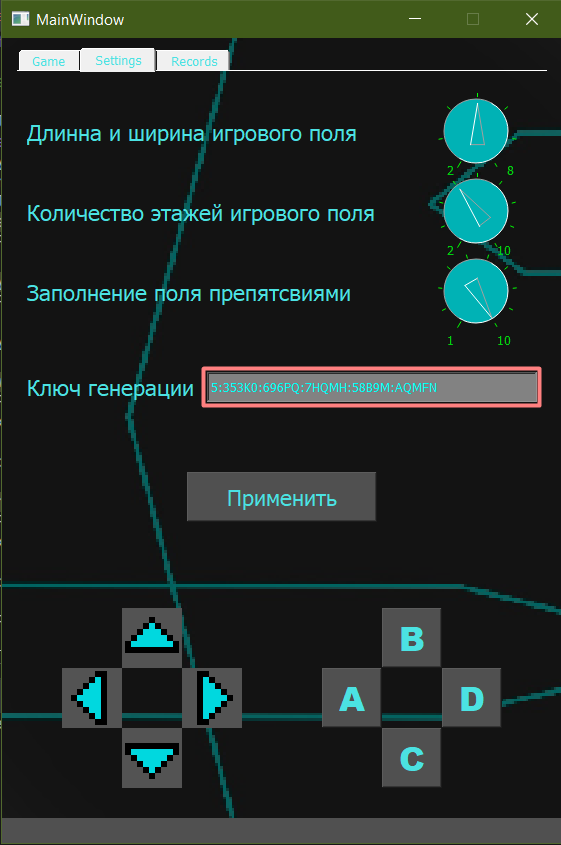 MainWindow
Game Settings Records
Длинна и ширина игрового поля
2 8
Количество этажей игрового поля
2 10
Заполнение поля препятсвиями
1 10
Ключ генерации 5:353K0:696PQ:7HQMH:58B9M:AQMFN
Применить
B
A D
C